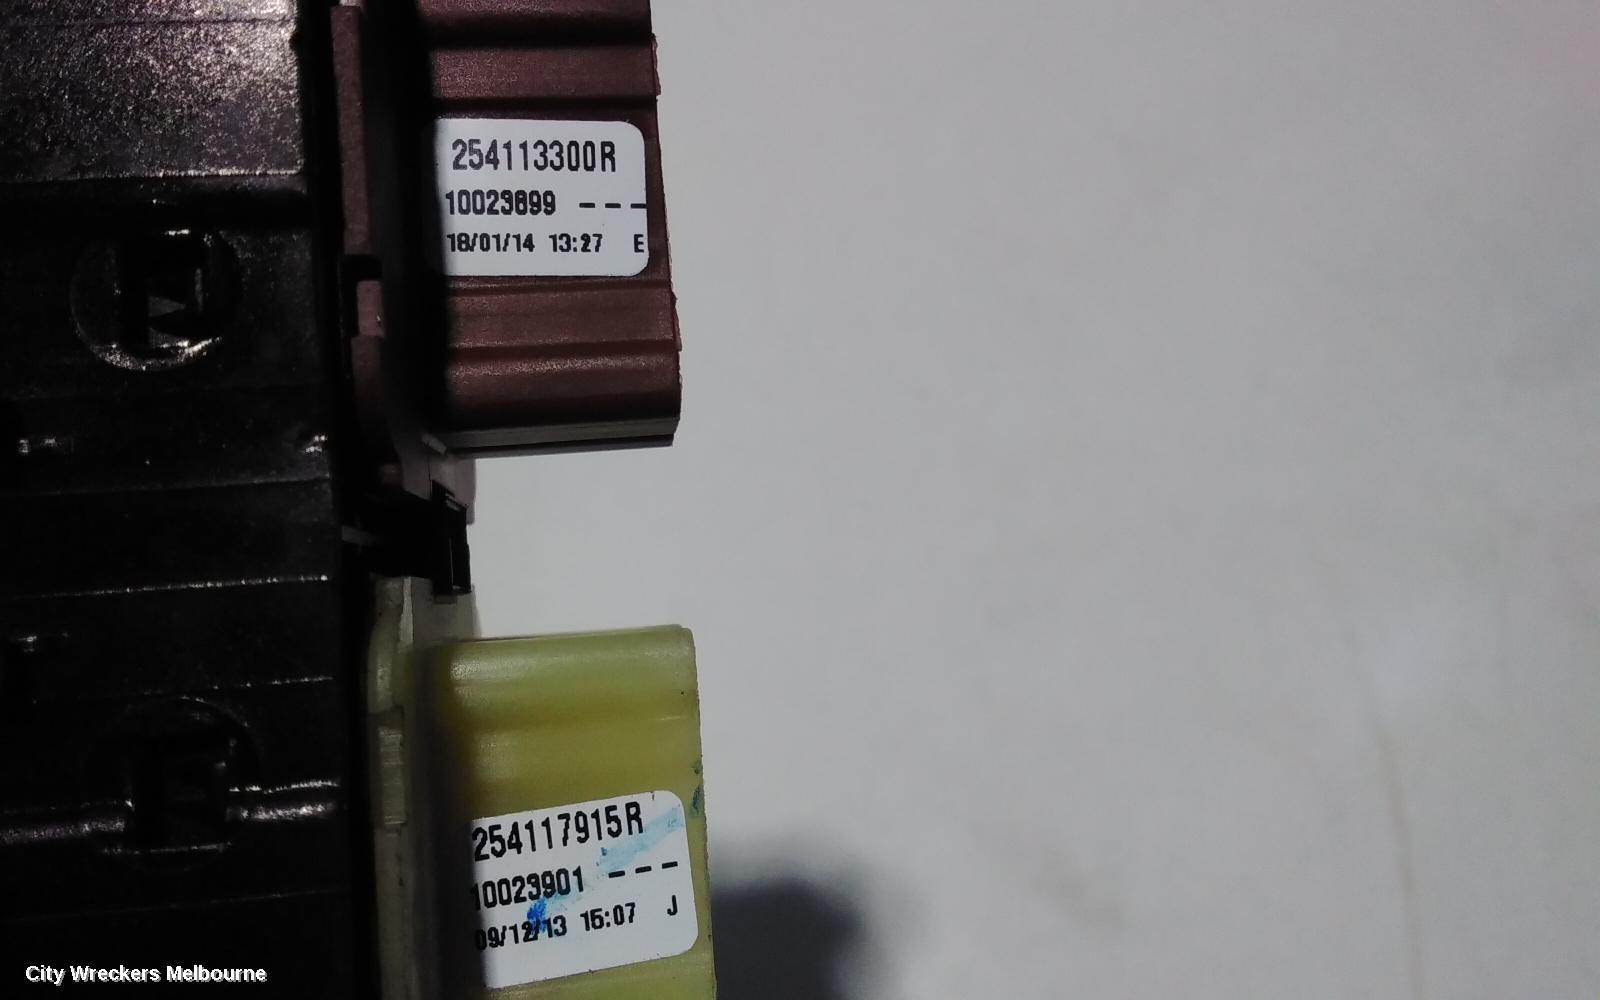 254113300R
10023899 ---
18/01/14 13:27 E
254117915R
10023901 ---
09/12/13 15:07 J
City Wreckers Melbourne